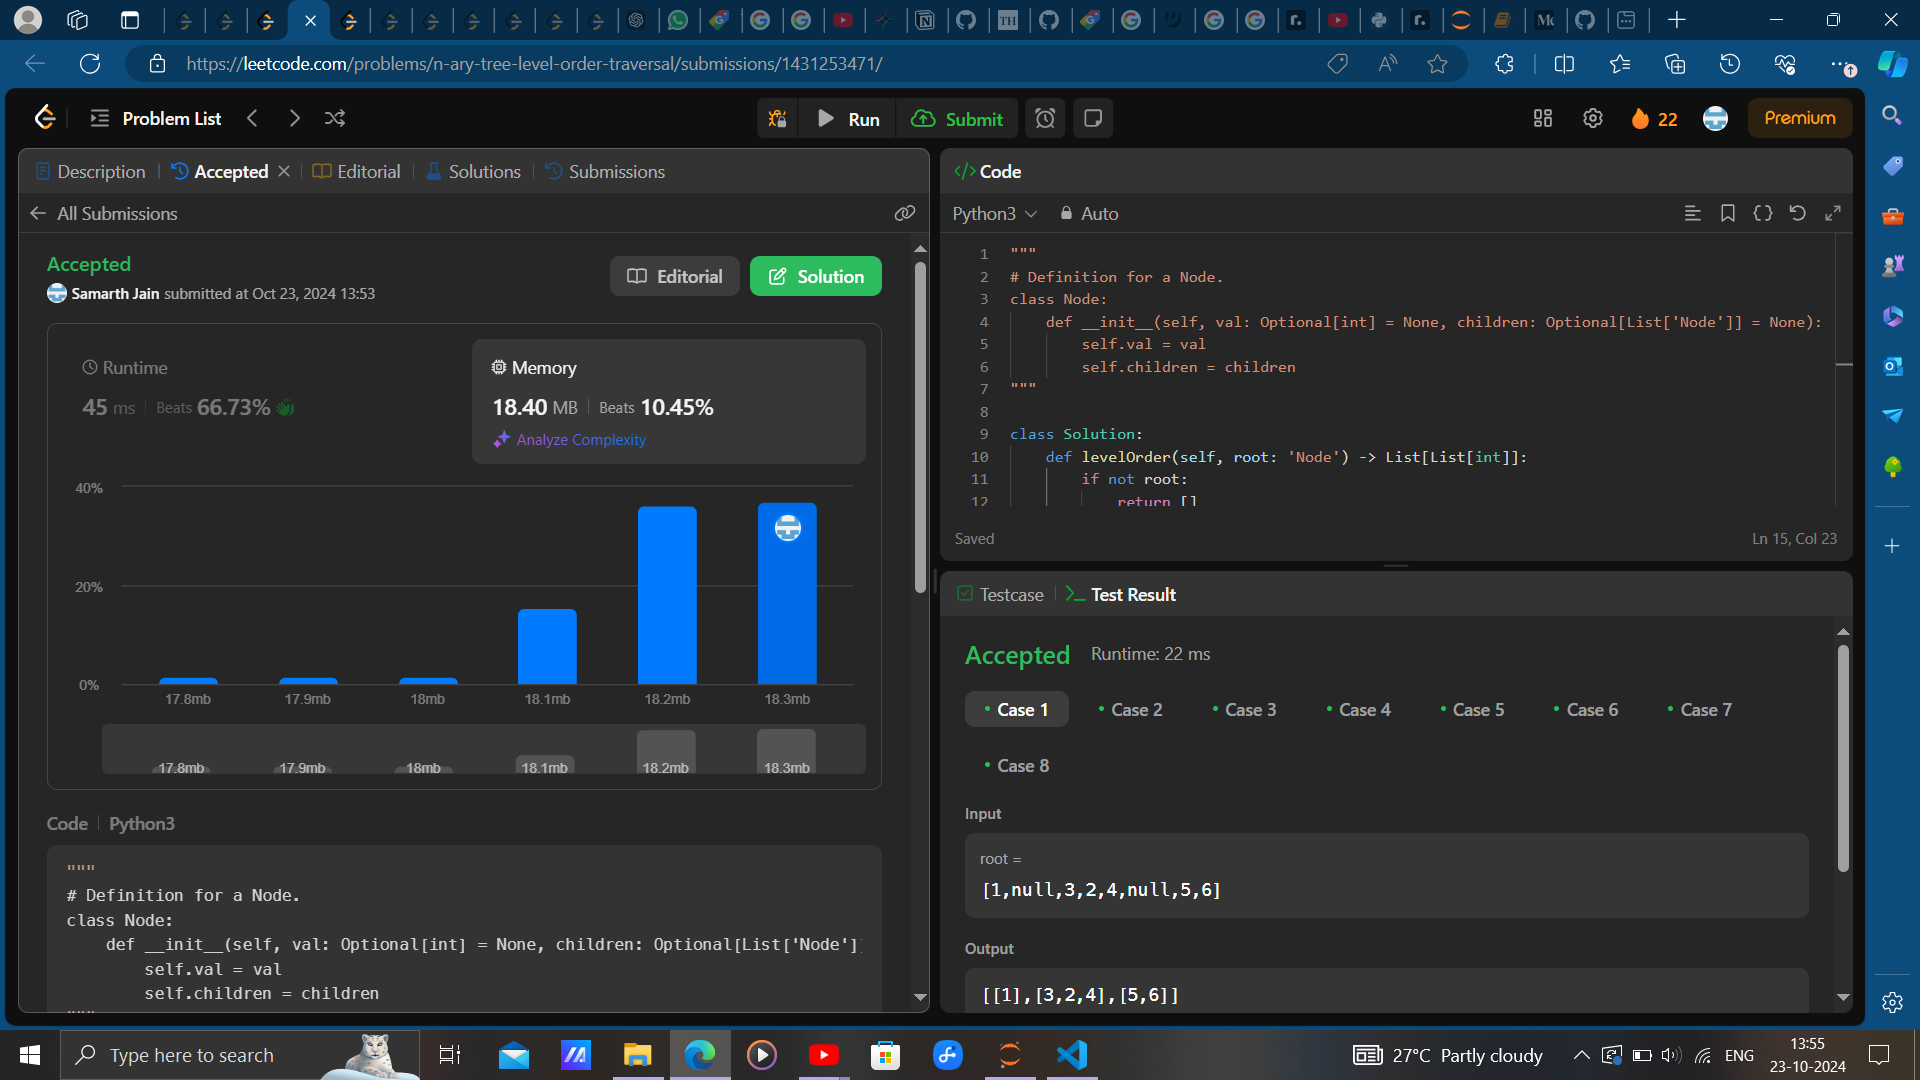 https://leetcode.com/problems/n-ary-tree-level-order-traversal/submissions/1431253471/
Problem List
Run
Submit
22
Premium
Description
Accepted
Editorial
Solutions
Submissions
All Submissions
Accepted
Samarth Jain submitted at Oct 23, 2024 13:53
Editorial
Solution
Runtime
45 ms
Beats 66.73%
Memory
18.40 MB
Beats 10.45%
Analyze Complexity
40%
20%
0%
17.8mb
17.9mb
18mb
18.1mb
18.2mb
18.3mb
17.8mb
17.9mb
18mb
18.1mb
18.2mb
18.3mb
Code
Python3
"""
# Definition for a Node.
class Node:
def __init__(self, val: Optional[int] = None, children: Optional[List['Node']]
self.val = val
self.children = children
Code
Python3
Auto
1 """
2 # Definition for a Node.
3 class Node:
4 def __init__(self, val: Optional[int] = None, children: Optional[List['Node']] = None):
5 self.val = val
6 self.children = children
7 """
8
9 class Solution:
10 def levelOrder(self, root: 'Node') -> List[List[int]]:
11 if not root:
12 return []
Saved
Ln 15, Col 23
Testcase
Test Result
Accepted
Runtime: 22 ms
Case 1
Case 2
Case 3
Case 4
Case 5
Case 6
Case 7
Case 8
Input
root =
[1,null,3,2,4,null,5,6]
Output
[[1],[3,2,4],[5,6]]
Type here to search
27°C Partly cloudy
ENG
13:55
23-10-2024